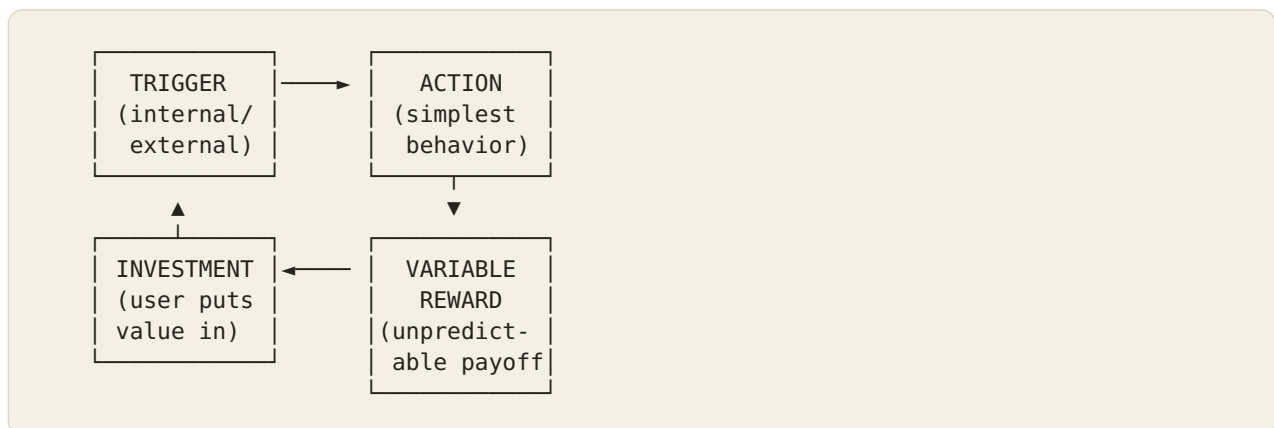 TRIGGER
(internal/
external)
ACTION
(simplest
behavior)
INVESTMENT
(user puts
value in)
VARIABLE
REWARD
(unpredict-
able payoff